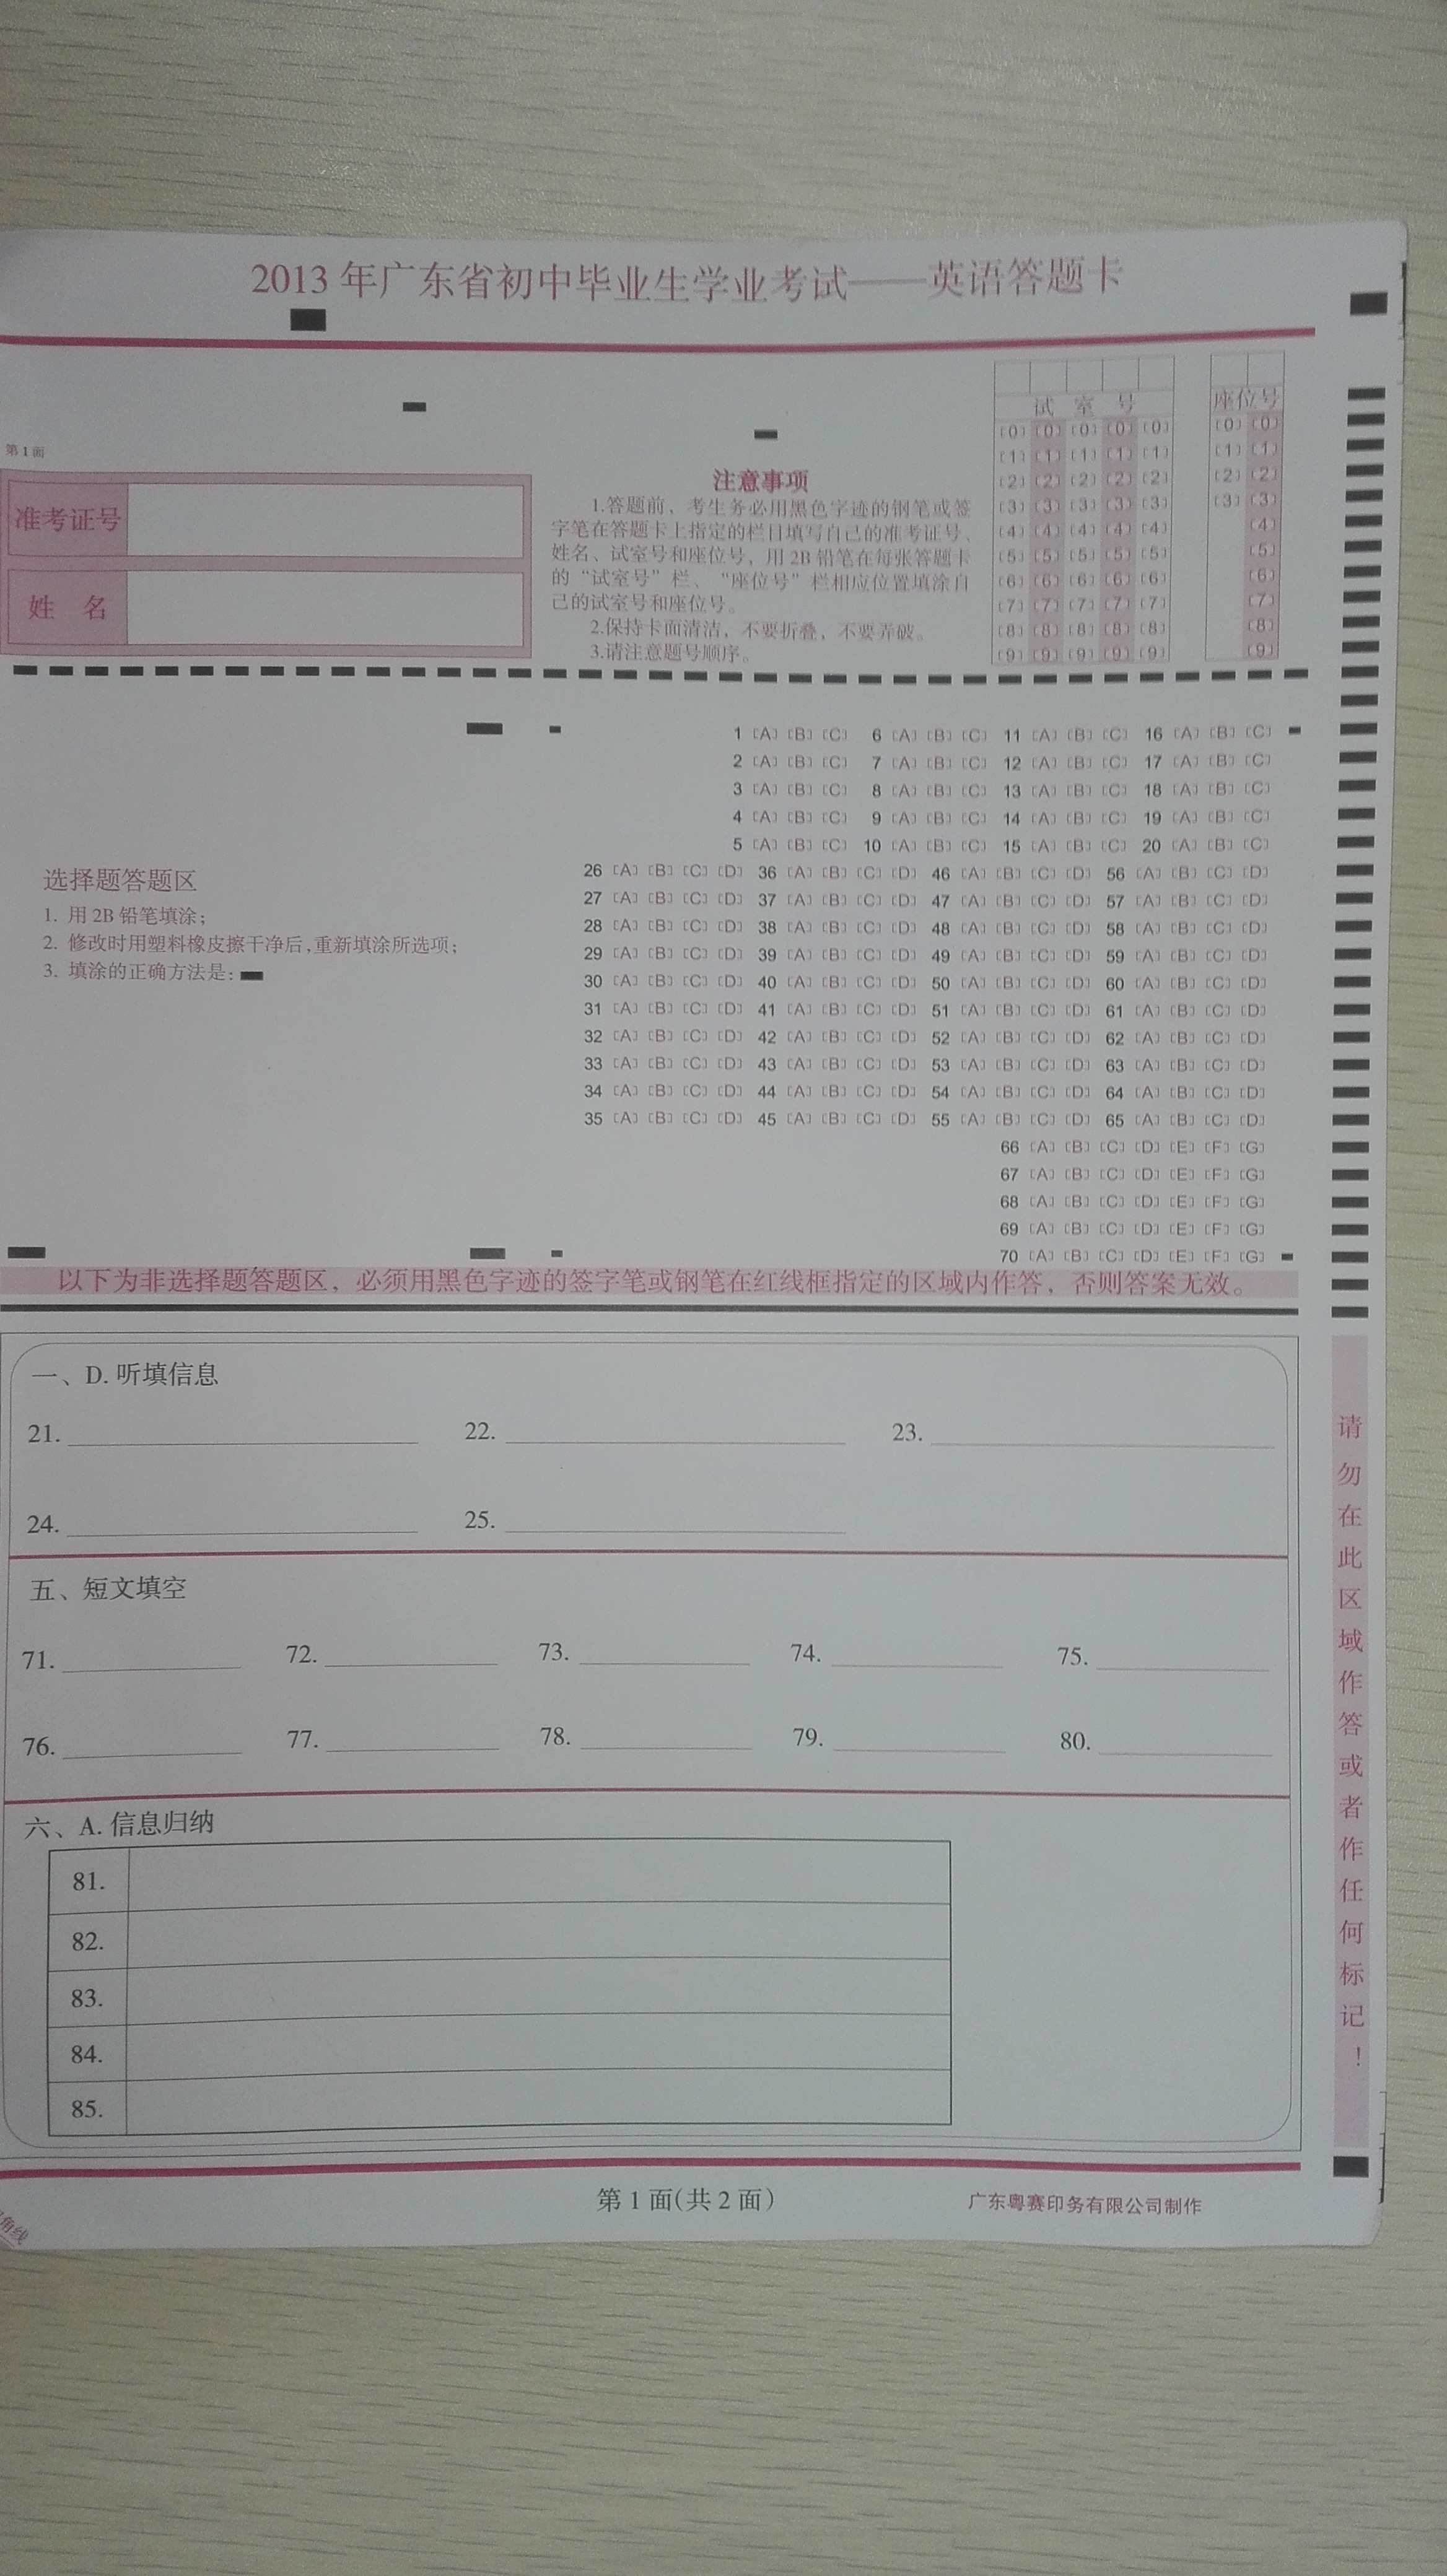 2013年广东省初中毕业生学业考试——英语答题卡
第1面
准考证号
姓 名
注意事项
1.答题前，考生务必用黑色字迹的钢笔或签
字笔在答题卡上指定的栏目填写自己的准考证号、
姓名、试室号和座位号，用2B铅笔在每张答题卡
的“试室号”栏、“座位号”栏相应位置填涂自
己的试室号和座位号。
2.保持卡面清洁，不要折叠，不要弄破。
3.请注意题号顺序。
试 室 号
〔0〕〔0〕〔0〕〔0〕〔0〕
〔1〕〔1〕〔1〕〔1〕〔1〕
〔2〕〔2〕〔2〕〔2〕〔2〕
〔3〕〔3〕〔3〕〔3〕〔3〕
〔4〕〔4〕〔4〕〔4〕〔4〕
〔5〕〔5〕〔5〕〔5〕〔5〕
〔6〕〔6〕〔6〕〔6〕〔6〕
〔7〕〔7〕〔7〕〔7〕〔7〕
〔8〕〔8〕〔8〕〔8〕〔8〕
〔9〕〔9〕〔9〕〔9〕〔9〕
座位号
〔0〕〔0〕
〔1〕〔1〕
〔2〕〔2〕
〔3〕〔3〕
〔4〕
〔5〕
〔6〕
〔7〕
〔8〕
〔9〕
选择题答题区
1. 用2B铅笔填涂；
2. 修改时用塑料橡皮擦干净后，重新填涂所选项；
3. 填涂的正确方法是：
1 〔A〕〔B〕〔C〕 6 〔A〕〔B〕〔C〕 11 〔A〕〔B〕〔C〕 16 〔A〕〔B〕〔C〕
2 〔A〕〔B〕〔C〕 7 〔A〕〔B〕〔C〕 12 〔A〕〔B〕〔C〕 17 〔A〕〔B〕〔C〕
3 〔A〕〔B〕〔C〕 8 〔A〕〔B〕〔C〕 13 〔A〕〔B〕〔C〕 18 〔A〕〔B〕〔C〕
4 〔A〕〔B〕〔C〕 9 〔A〕〔B〕〔C〕 14 〔A〕〔B〕〔C〕 19 〔A〕〔B〕〔C〕
5 〔A〕〔B〕〔C〕 10 〔A〕〔B〕〔C〕 15 〔A〕〔B〕〔C〕 20 〔A〕〔B〕〔C〕
26 〔A〕〔B〕〔C〕〔D〕 36 〔A〕〔B〕〔C〕〔D〕 46 〔A〕〔B〕〔C〕〔D〕 56 〔A〕〔B〕〔C〕〔D〕
27 〔A〕〔B〕〔C〕〔D〕 37 〔A〕〔B〕〔C〕〔D〕 47 〔A〕〔B〕〔C〕〔D〕 57 〔A〕〔B〕〔C〕〔D〕
28 〔A〕〔B〕〔C〕〔D〕 38 〔A〕〔B〕〔C〕〔D〕 48 〔A〕〔B〕〔C〕〔D〕 58 〔A〕〔B〕〔C〕〔D〕
29 〔A〕〔B〕〔C〕〔D〕 39 〔A〕〔B〕〔C〕〔D〕 49 〔A〕〔B〕〔C〕〔D〕 59 〔A〕〔B〕〔C〕〔D〕
30 〔A〕〔B〕〔C〕〔D〕 40 〔A〕〔B〕〔C〕〔D〕 50 〔A〕〔B〕〔C〕〔D〕 60 〔A〕〔B〕〔C〕〔D〕
31 〔A〕〔B〕〔C〕〔D〕 41 〔A〕〔B〕〔C〕〔D〕 51 〔A〕〔B〕〔C〕〔D〕 61 〔A〕〔B〕〔C〕〔D〕
32 〔A〕〔B〕〔C〕〔D〕 42 〔A〕〔B〕〔C〕〔D〕 52 〔A〕〔B〕〔C〕〔D〕 62 〔A〕〔B〕〔C〕〔D〕
33 〔A〕〔B〕〔C〕〔D〕 43 〔A〕〔B〕〔C〕〔D〕 53 〔A〕〔B〕〔C〕〔D〕 63 〔A〕〔B〕〔C〕〔D〕
34 〔A〕〔B〕〔C〕〔D〕 44 〔A〕〔B〕〔C〕〔D〕 54 〔A〕〔B〕〔C〕〔D〕 64 〔A〕〔B〕〔C〕〔D〕
35 〔A〕〔B〕〔C〕〔D〕 45 〔A〕〔B〕〔C〕〔D〕 55 〔A〕〔B〕〔C〕〔D〕 65 〔A〕〔B〕〔C〕〔D〕
66 〔A〕〔B〕〔C〕〔D〕〔E〕〔F〕〔G〕
67 〔A〕〔B〕〔C〕〔D〕〔E〕〔F〕〔G〕
68 〔A〕〔B〕〔C〕〔D〕〔E〕〔F〕〔G〕
69 〔A〕〔B〕〔C〕〔D〕〔E〕〔F〕〔G〕
70 〔A〕〔B〕〔C〕〔D〕〔E〕〔F〕〔G〕
以下为非选择题答题区，必须用黑色字迹的签字笔或钢笔在红线框指定的区域内作答，否则答案无效。
一、D. 听填信息
21. 22. 23.
24. 25.
五、短文填空
71. 72. 73. 74. 75.
76. 77. 78. 79. 80.
六、A. 信息归纳
81.
82.
83.
84.
85.
请勿在此区域作答或者作任何标记！
第1面(共2面)
广东粤赛印务有限公司制作
角线